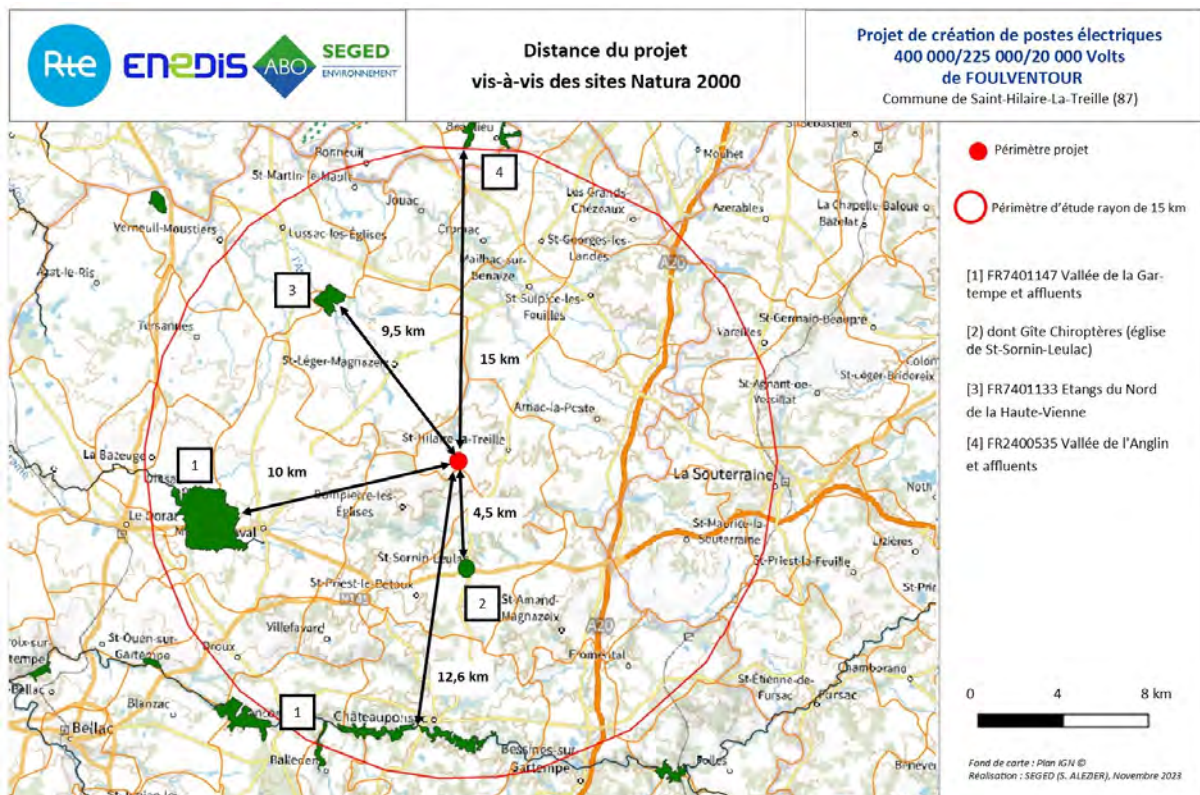 Rte
ENEDIS
ABO
SEGED
ENVIRONNEMENT
Distance du projet
vis-à-vis des sites Natura 2000
Projet de création de postes électriques
400 000/225 000/20 000 Volts
de FOULVENTOUR
Commune de Saint-Hilaire-La-Treille (87)
Périmètre projet
Périmètre d'étude rayon de 15 km
[1] FR7401147 Vallée de la Gar-
tempe et affluents
[2] dont Gîte Chiroptères (église
de St-Sornin-Leulac)
[3] FR7401133 Etangs du Nord
de la Haute-Vienne
[4] FR2400535 Vallée de l'Anglin
et affluents
0 4 8 km
Fond de carte : Plan IGN ©
Réalisation : SEGED (S. ALEZIER), Novembre 2023
Bonneuil
Mouhet
4
St-Martin-le-Mault
Jouac
Les Grands-
Chézeaux
Azerables
La Chapelle-Baloue
Bazelat
Verneuil-Moustiers
Lussac-les-Églises
Cromac
St-Georges-les-
Landes
Mailhac-sur-
Benaize
A20
Azat-le-Ris
3
St-Sulpice-les-
Feuilles
Tersannes
9,5 km
St-Germain-Beaupré
Vareilles
St-Léger-Magnazeix
15 km
St-Léger-Bridereix
St-Agnant-de-
Versillat
Arnac-la-Poste
St-Hilaire-la-Treille
La Bazeuge
1
10 km
La Souterraine
Noth
Dompierre-les-
Églises
4,5 km
Le Dorat
St-Maurice-la-
Souterraine
Lizières
St-Sornin-Leulac
St-Priest-la-Feuille
St-Priest-le-Betoux
N145
2
St-Amand-
Magnazeix
Villefavard
A20
St-Ouen-sur-
Gartempe
Droux
Fromental
Chamborand
12,6 km
St-Étienne-de-
Fursac
Fursac
Blanzac
1
Châteauponsac
Bellac
Bessines-sur-
Gartempe
Balledent
Folles